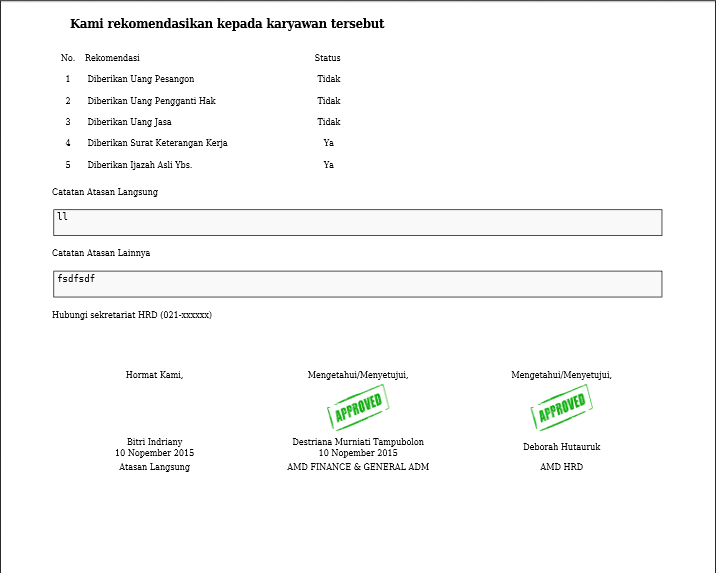 Kami rekomendasikan kepada karyawan tersebut
No. Rekomendasi Status
1 Diberikan Uang Pesangon Tidak
2 Diberikan Uang Pengganti Hak Tidak
3 Diberikan Uang Jasa Tidak
4 Diberikan Surat Keterangan Kerja Ya
5 Diberikan Ijazah Asli Ybs. Ya
Catatan Atasan Langsung
ll
Catatan Atasan Lainnya
fsdfsdf
Hubungi sekretariat HRD (021-xxxxxx)
Hormat Kami, Mengetahui/Menyetujui, Mengetahui/Menyetujui,
APPROVED APPROVED
Bitri Indriany Destriana Murniati Tampubolon Deborah Hutauruk
10 Nopember 2015 10 Nopember 2015
Atasan Langsung AMD FINANCE & GENERAL ADM AMD HRD